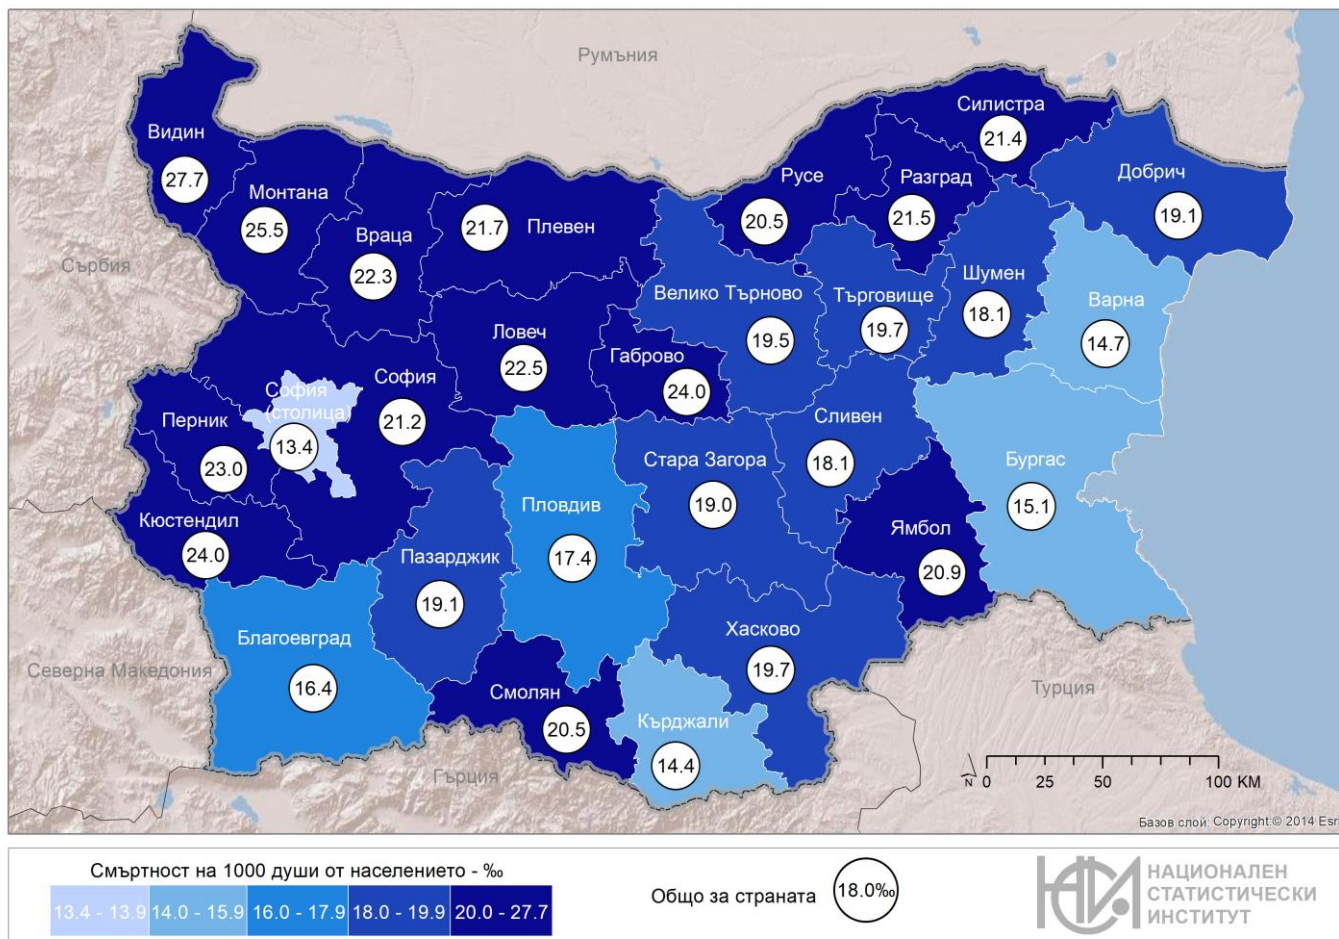 Румъния
Силистра
21.4
Видин
27.7
Монтана
25.5
Враца
22.3
21.7
Плевен
Русе
20.5
Разград
21.5
Добрич
19.1
Сърбия
Шумен
18.1
Велико Търново
19.5
Търговище
19.7
Варна
14.7
Ловеч
22.5
Габрово
24.0
София
(столица)
13.4
София
21.2
Перник
23.0
Сливен
18.1
Стара Загора
19.0
Бургас
15.1
Пловдив
17.4
Кюстендил
24.0
Ямбол
20.9
Пазарджик
19.1
Благоевград
16.4
Хасково
19.7
Северна Македония
Смолян
20.5
Турция
Кърджали
14.4
Гърция
N
0 25 50 100 КМ
Базов слой: Copyright:© 2014 Esri
Смъртност на 1000 души от населението - ‰
13.4 - 13.9 14.0 - 15.9 16.0 - 17.9 18.0 - 19.9 20.0 - 27.7
Общо за страната 18.0‰
НСИ
НАЦИОНАЛЕН
СТАТИСТИЧЕСКИ
ИНСТИТУТ